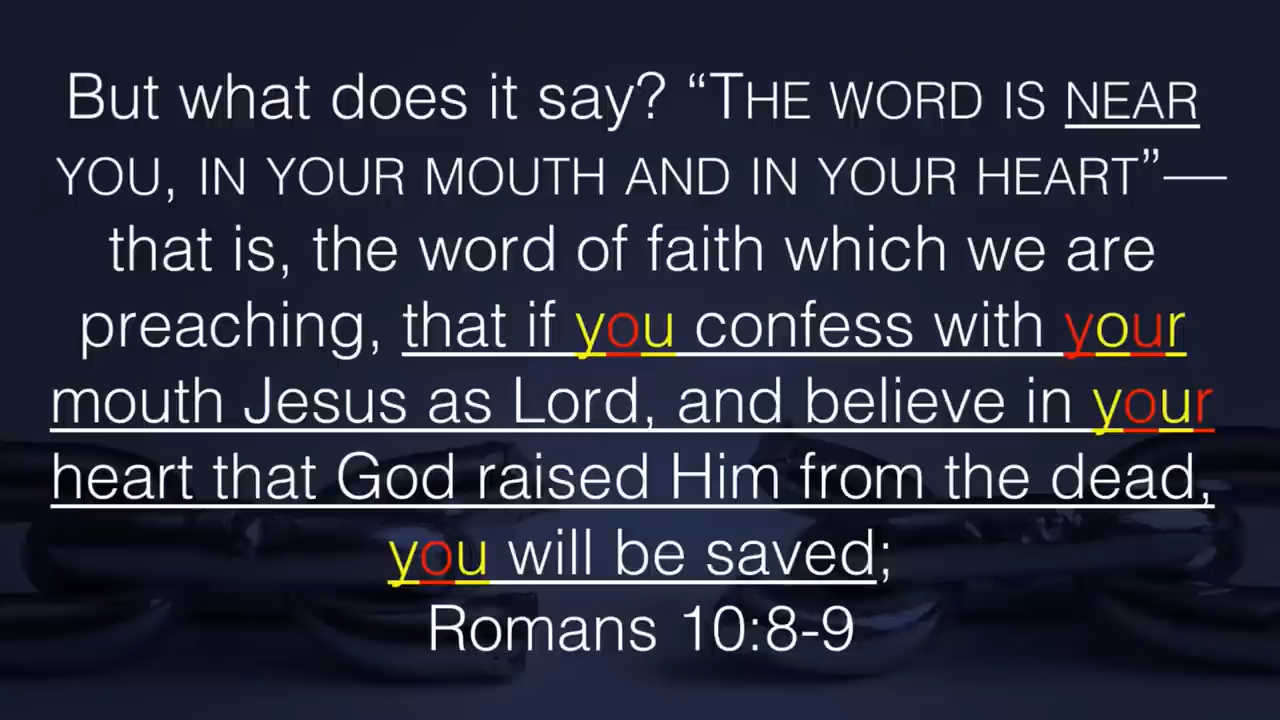 But what does it say? “THE WORD IS NEAR
YOU, IN YOUR MOUTH AND IN YOUR HEART”—
that is, the word of faith which we are
preaching, that if you confess with your
mouth Jesus as Lord, and believe in your
heart that God raised Him from the dead,
you will be saved;
Romans 10:8-9